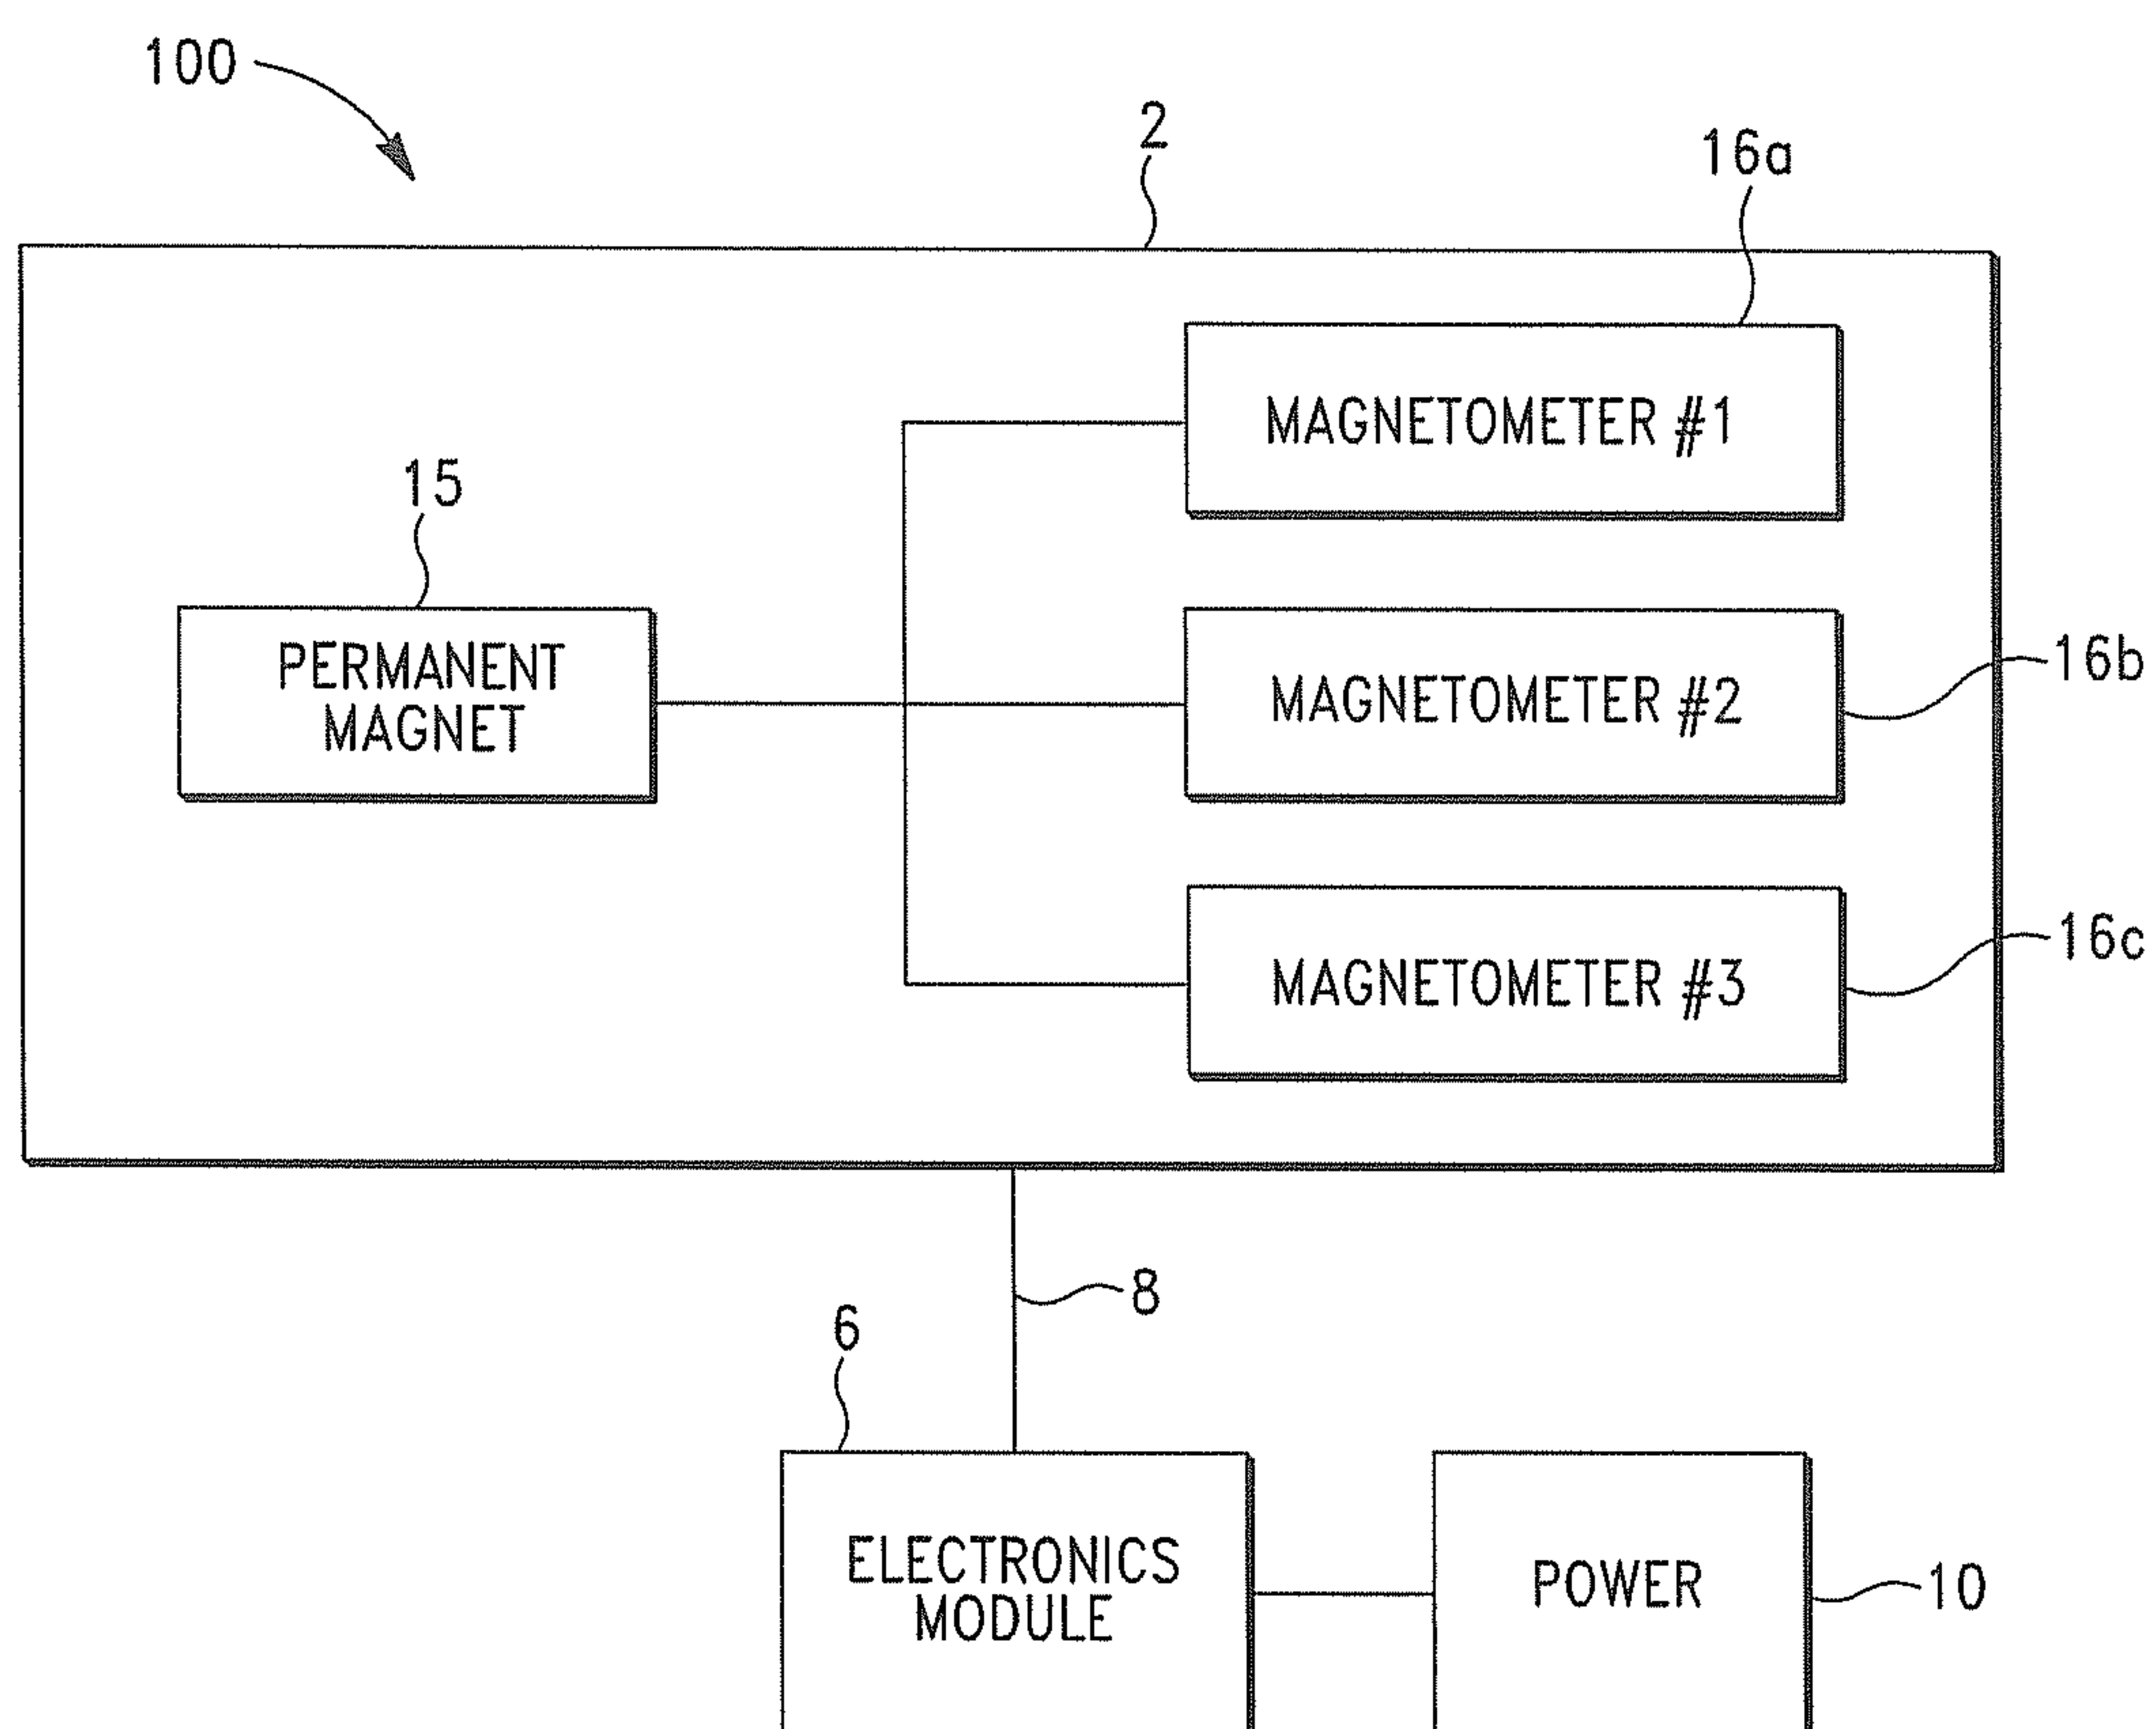 100
2
16a
MAGNETOMETER #1
15
PERMANENT
MAGNET
MAGNETOMETER #2
16b
MAGNETOMETER #3
16c
8
6
ELECTRONICS
MODULE
POWER
10